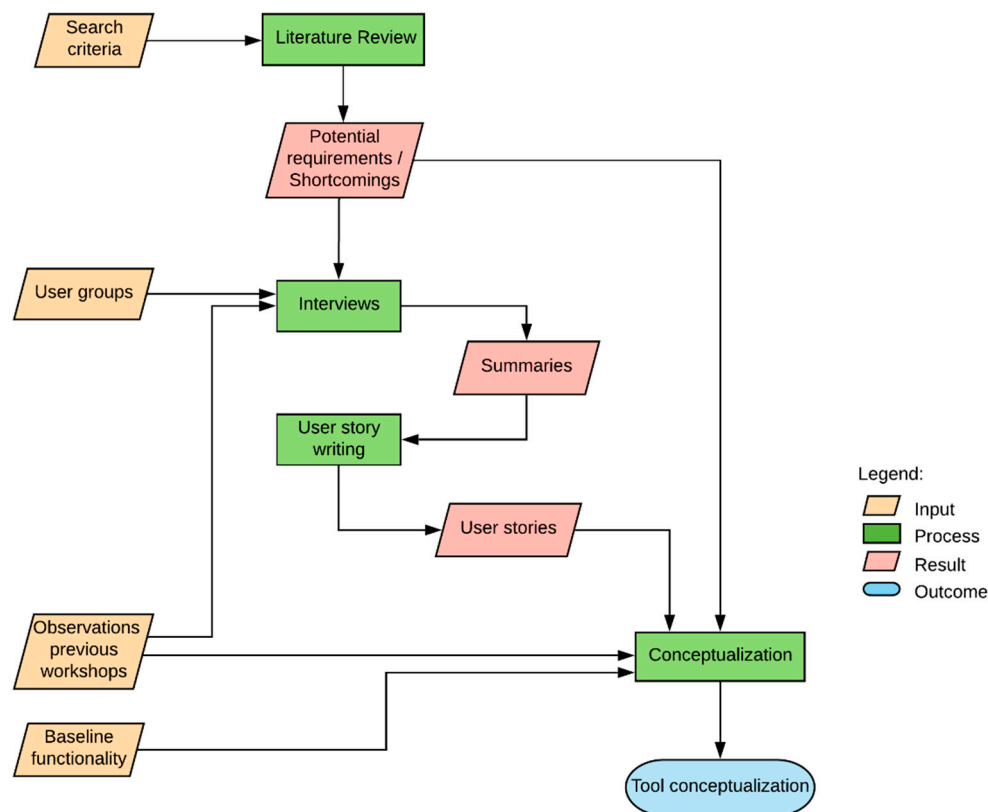 Search
criteria
Literature Review
Potential
requirements /
Shortcomings
User groups
Interviews
Summaries
User story
writing
User stories
Legend:
Input
Process
Result
Outcome
Observations
previous
workshops
Conceptualization
Baseline
functionality
Tool conceptualization